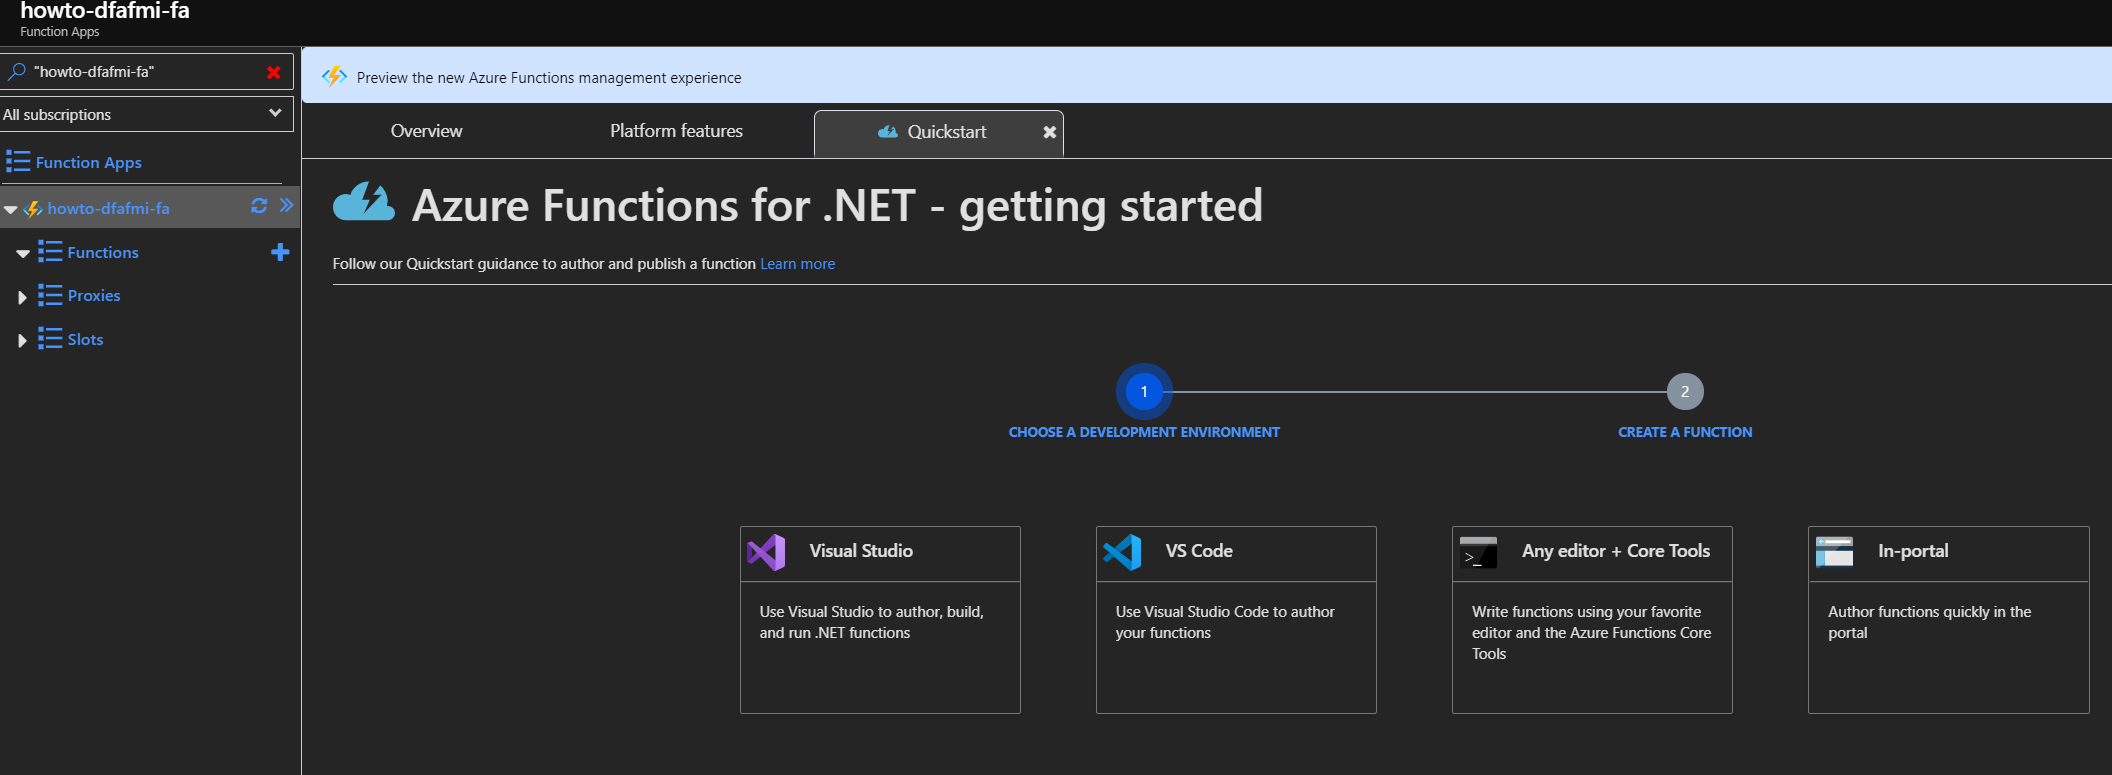 howto-dfafmi-fa
Function Apps
"howto-dfafmi-fa"
All subscriptions
Function Apps
howto-dfafmi-fa
Functions
Proxies
Slots
Preview the new Azure Functions management experience
Overview
Platform features
Quickstart
Azure Functions for .NET - getting started
Follow our Quickstart guidance to author and publish a function Learn more
1
2
CHOOSE A DEVELOPMENT ENVIRONMENT
CREATE A FUNCTION
Visual Studio
Use Visual Studio to author, build,
and run .NET functions
VS Code
Use Visual Studio Code to author
your functions
>_
Any editor + Core Tools
Write functions using your favorite
editor and the Azure Functions Core
Tools
In-portal
Author functions quickly in the
portal